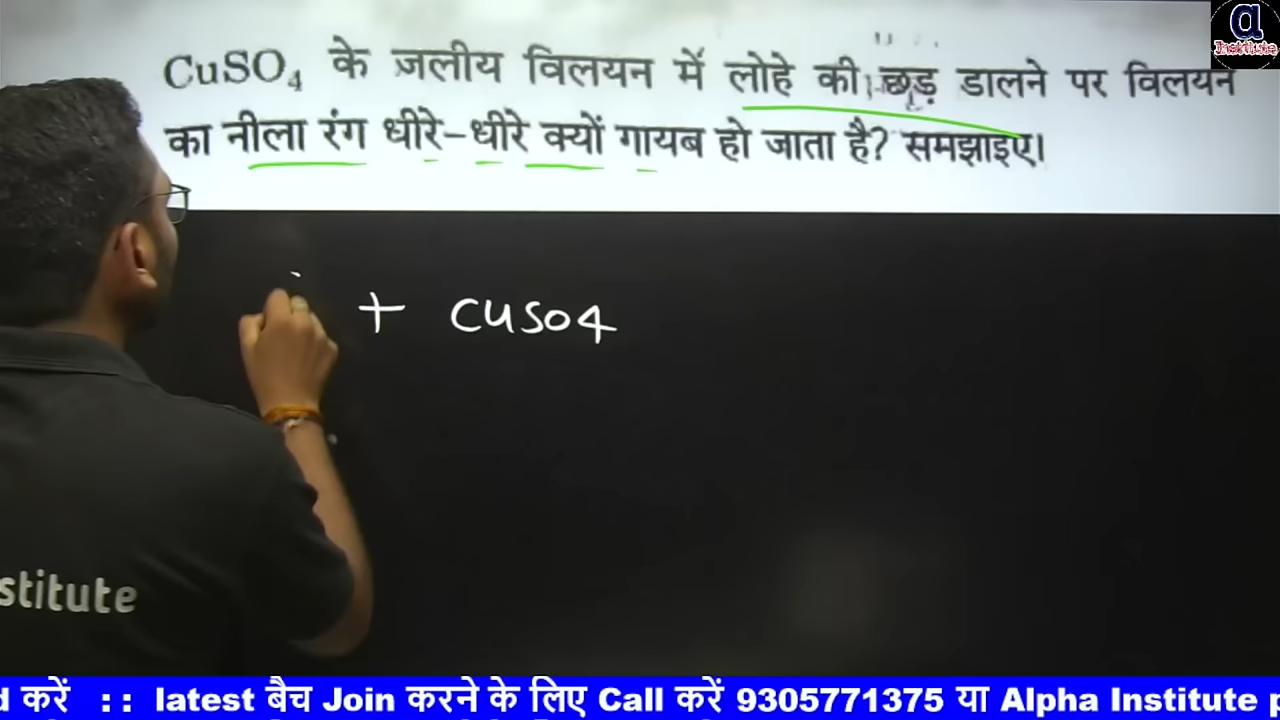 α
Institute
CuSO₄ के जलीय विलयन में लोहे की छड़ डालने पर विलयन
का नीला रंग धीरे-धीरे क्यों गायब हो जाता है? समझाइए।
+ CuSO4
stitute
d करें :: latest बैच Join करने के लिए Call करें 9305771375 या Alpha Institute p